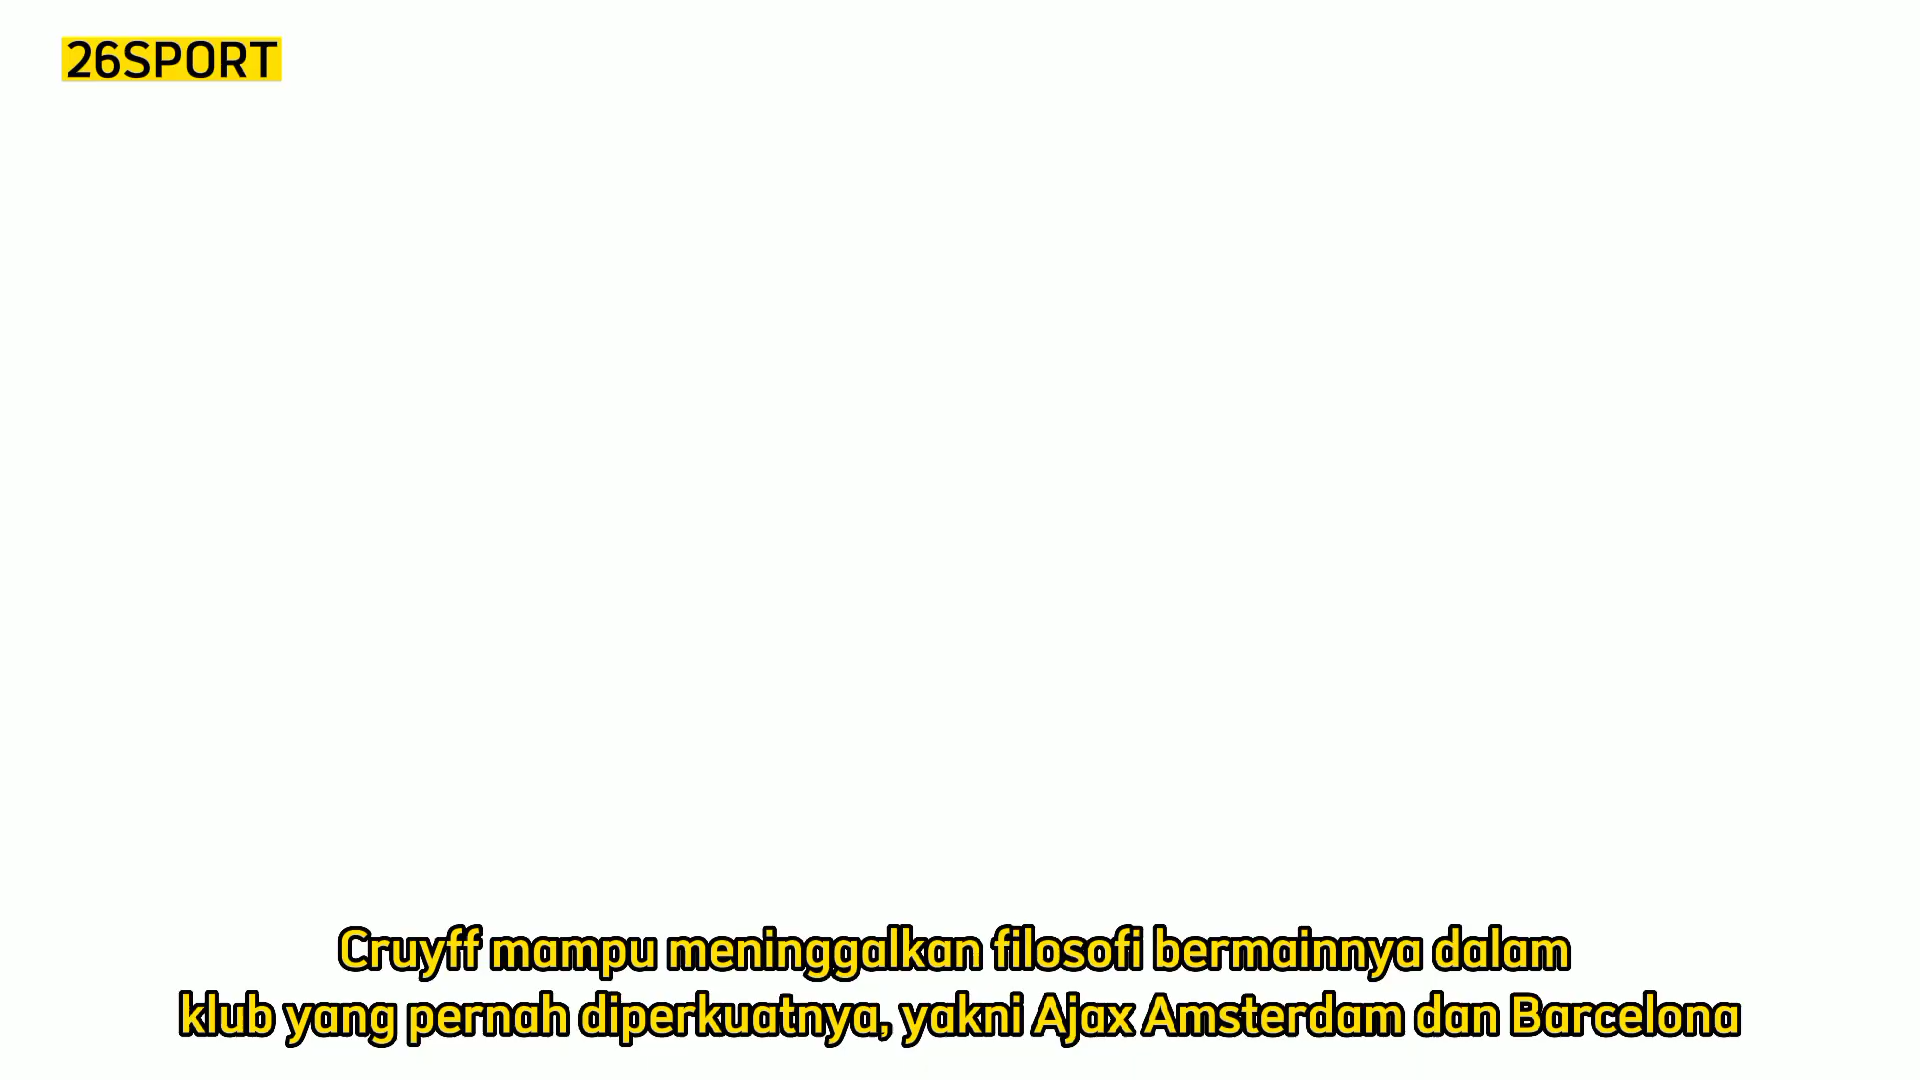 26SPORT
Cruyff mampu meninggalkan filosofi bermainnya dalam
klub yang pernah diperkuatnya, yakni Ajax Amsterdam dan Barcelona